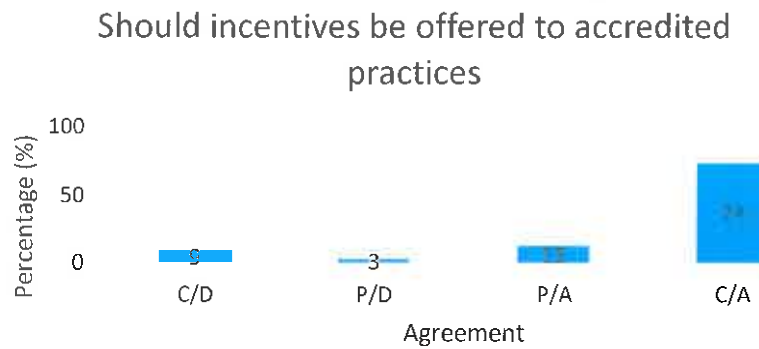 Should incentives be offered to accredited
practices
Percentage (%)
100
50
0
9
3
C/D
P/D
P/A
C/A
Agreement